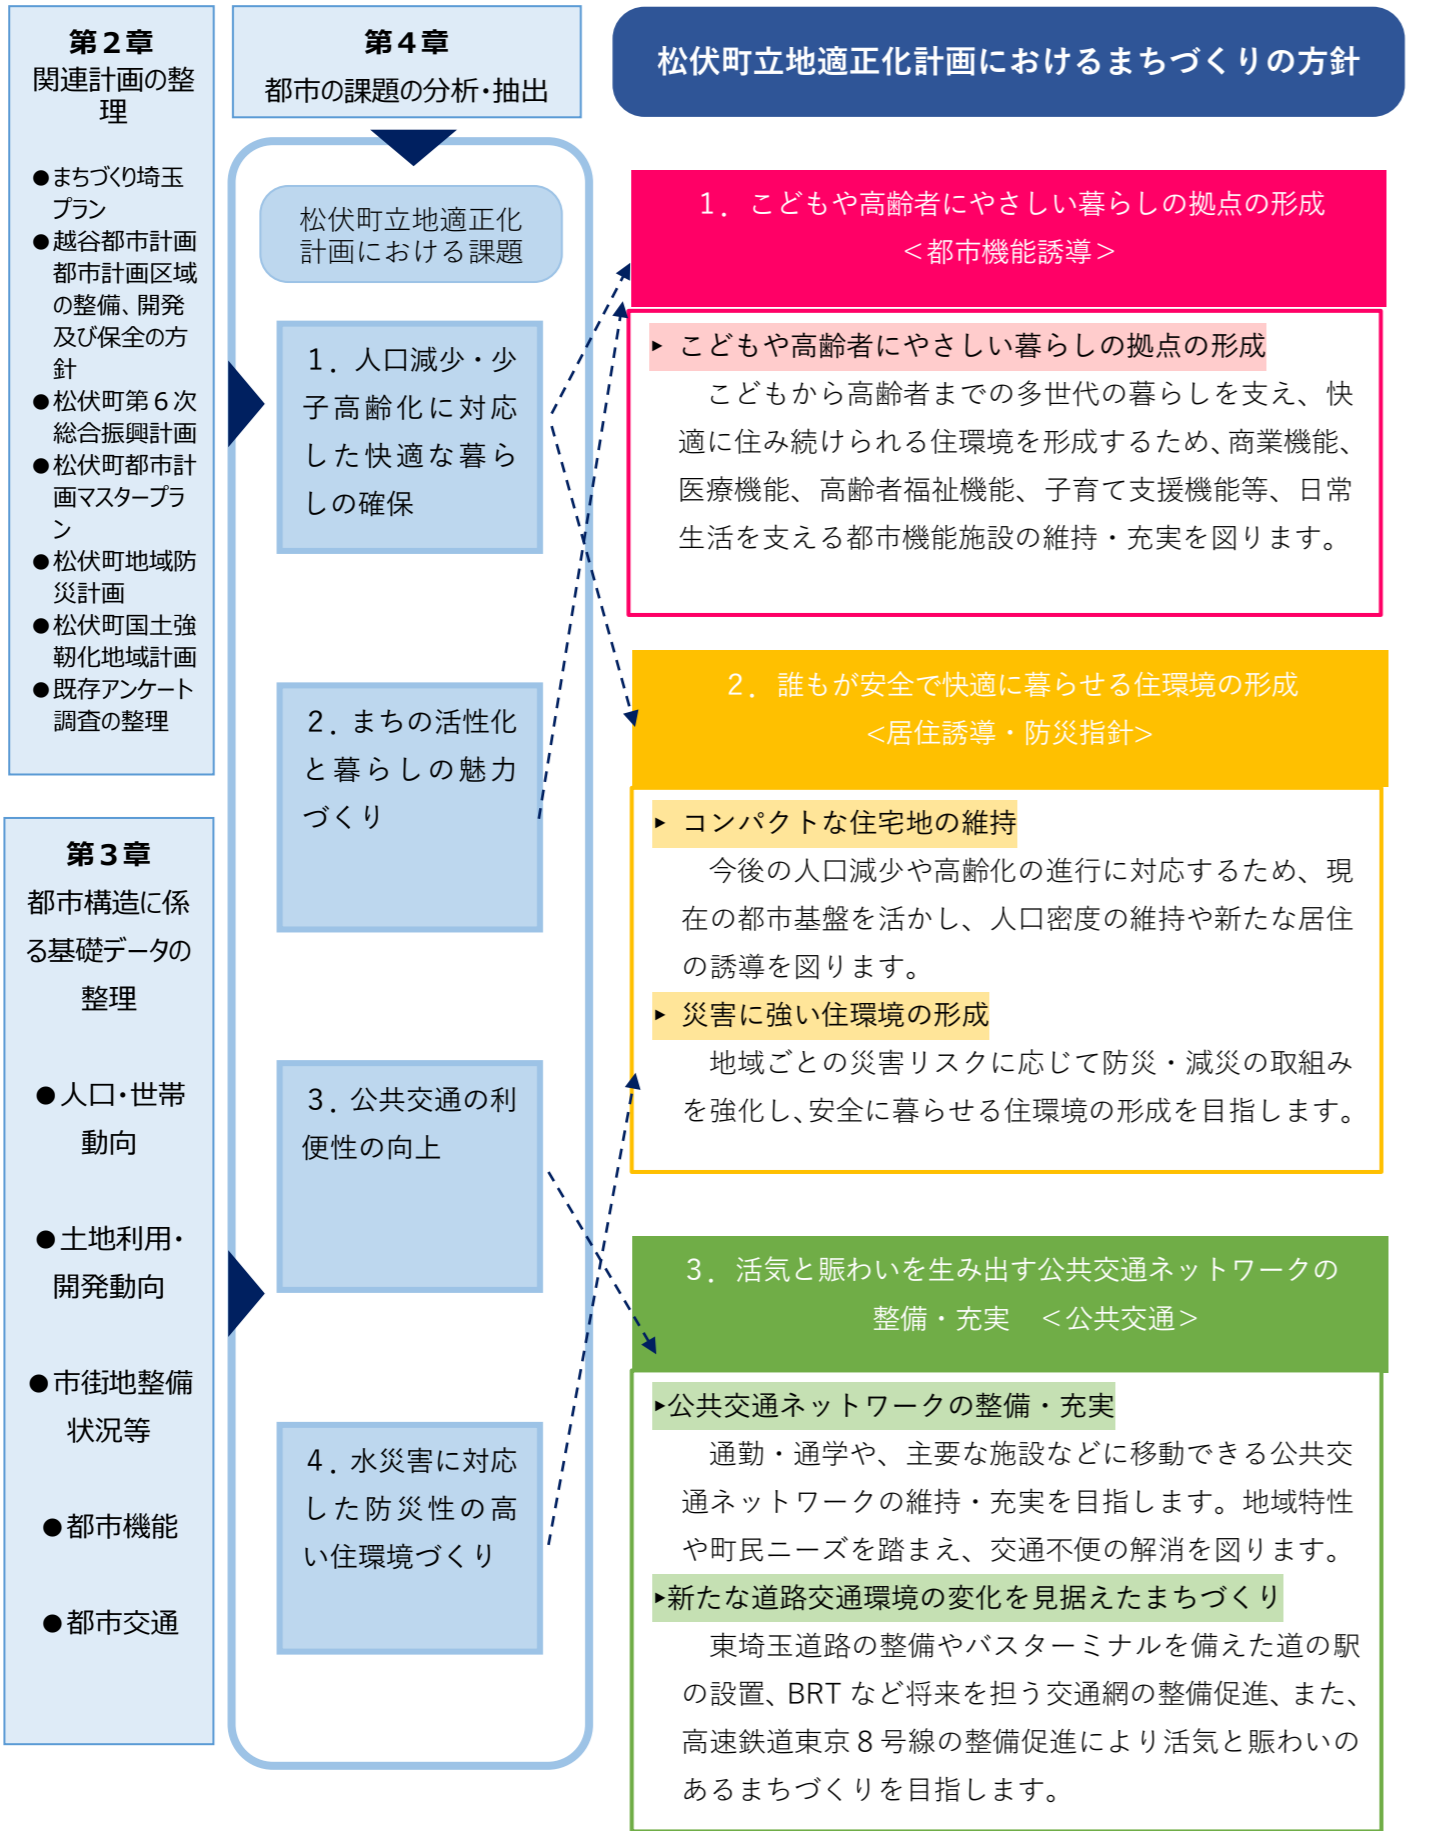 第２章
関連計画の整
理
●まちづくり埼玉
プラン
●越谷都市計画
都市計画区域
の整備、開発
及び保全の方
針
●松伏町第６次
総合振興計画
●松伏町都市計
画マスタープラ
ン
●松伏町地域防
災計画
●松伏町国土強
靭化地域計画
●既存アンケート
調査の整理
第３章
都市構造に係
る基礎データの
整理
●人口・世帯
動向
●土地利用・
開発動向
●市街地整備
状況等
●都市機能
●都市交通
第４章
都市の課題の分析・抽出
松伏町立地適正化
計画における課題
１．人口減少・少
子高齢化に対応
した快適な暮ら
しの確保
２．まちの活性化
と暮らしの魅力
づくり
３．公共交通の利
便性の向上
４．水災害に対応
した防災性の高
い住環境づくり
松伏町立地適正化計画におけるまちづくりの方針
１．こどもや高齢者にやさしい暮らしの拠点の形成
＜都市機能誘導＞
▸ こどもや高齢者にやさしい暮らしの拠点の形成
こどもから高齢者までの多世代の暮らしを支え、快
適に住み続けられる住環境を形成するため、商業機能、
医療機能、高齢者福祉機能、子育て支援機能等、日常
生活を支える都市機能施設の維持・充実を図ります。
２．誰もが安全で快適に暮らせる住環境の形成
<居住誘導・防災指針>
▸ コンパクトな住宅地の維持
今後の人口減少や高齢化の進行に対応するため、現
在の都市基盤を活かし、人口密度の維持や新たな居住
の誘導を図ります。
▸ 災害に強い住環境の形成
地域ごとの災害リスクに応じて防災・減災の取組み
を強化し、安全に暮らせる住環境の形成を目指します。
３．活気と賑わいを生み出す公共交通ネットワークの
整備・充実　＜公共交通＞
▸公共交通ネットワークの整備・充実
通勤・通学や、主要な施設などに移動できる公共交
通ネットワークの維持・充実を目指します。地域特性
や町民ニーズを踏まえ、交通不便の解消を図ります。
▸新たな道路交通環境の変化を見据えたまちづくり
東埼玉道路の整備やバスターミナルを備えた道の駅
の設置、BRT など将来を担う交通網の整備促進、また、
高速鉄道東京８号線の整備促進により活気と賑わいの
あるまちづくりを目指します。